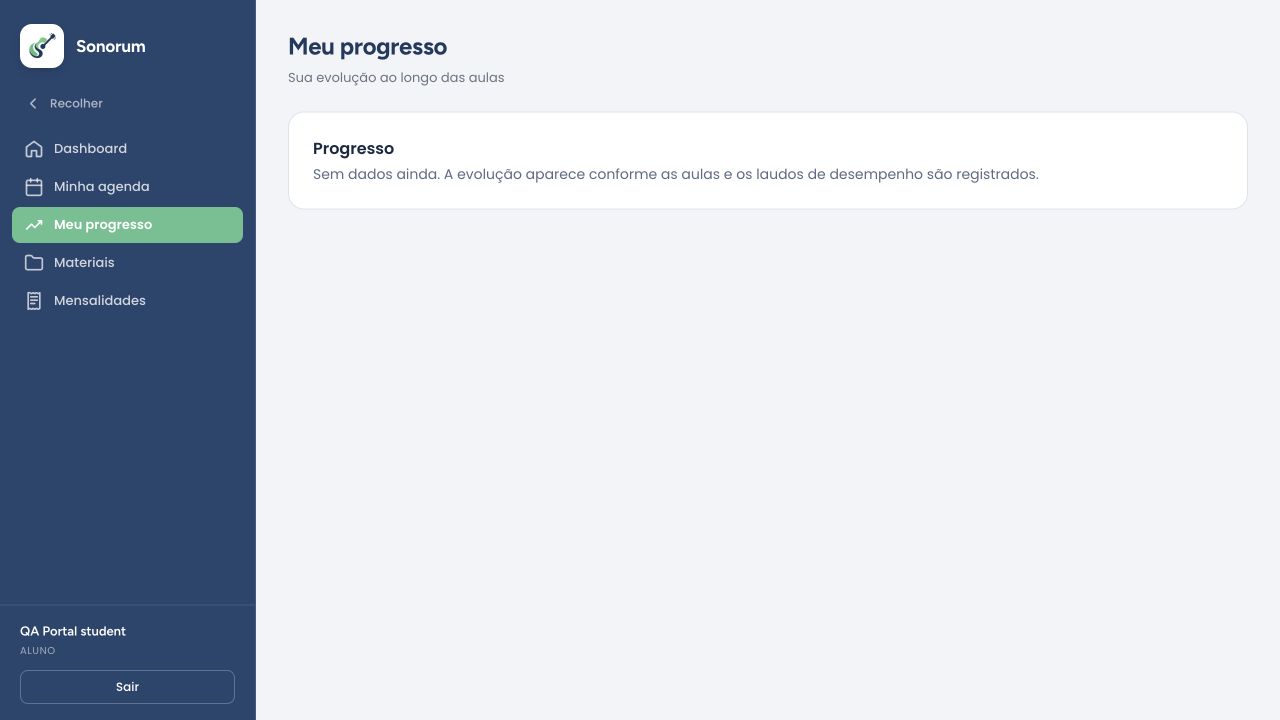 Sonorum
Recolher
Dashboard
Minha agenda
Meu progresso
Materiais
Mensalidades
QA Portal student
ALUNO
Sair
Meu progresso
Sua evolução ao longo das aulas
Progresso
Sem dados ainda. A evolução aparece conforme as aulas e os laudos de desempenho são registrados.